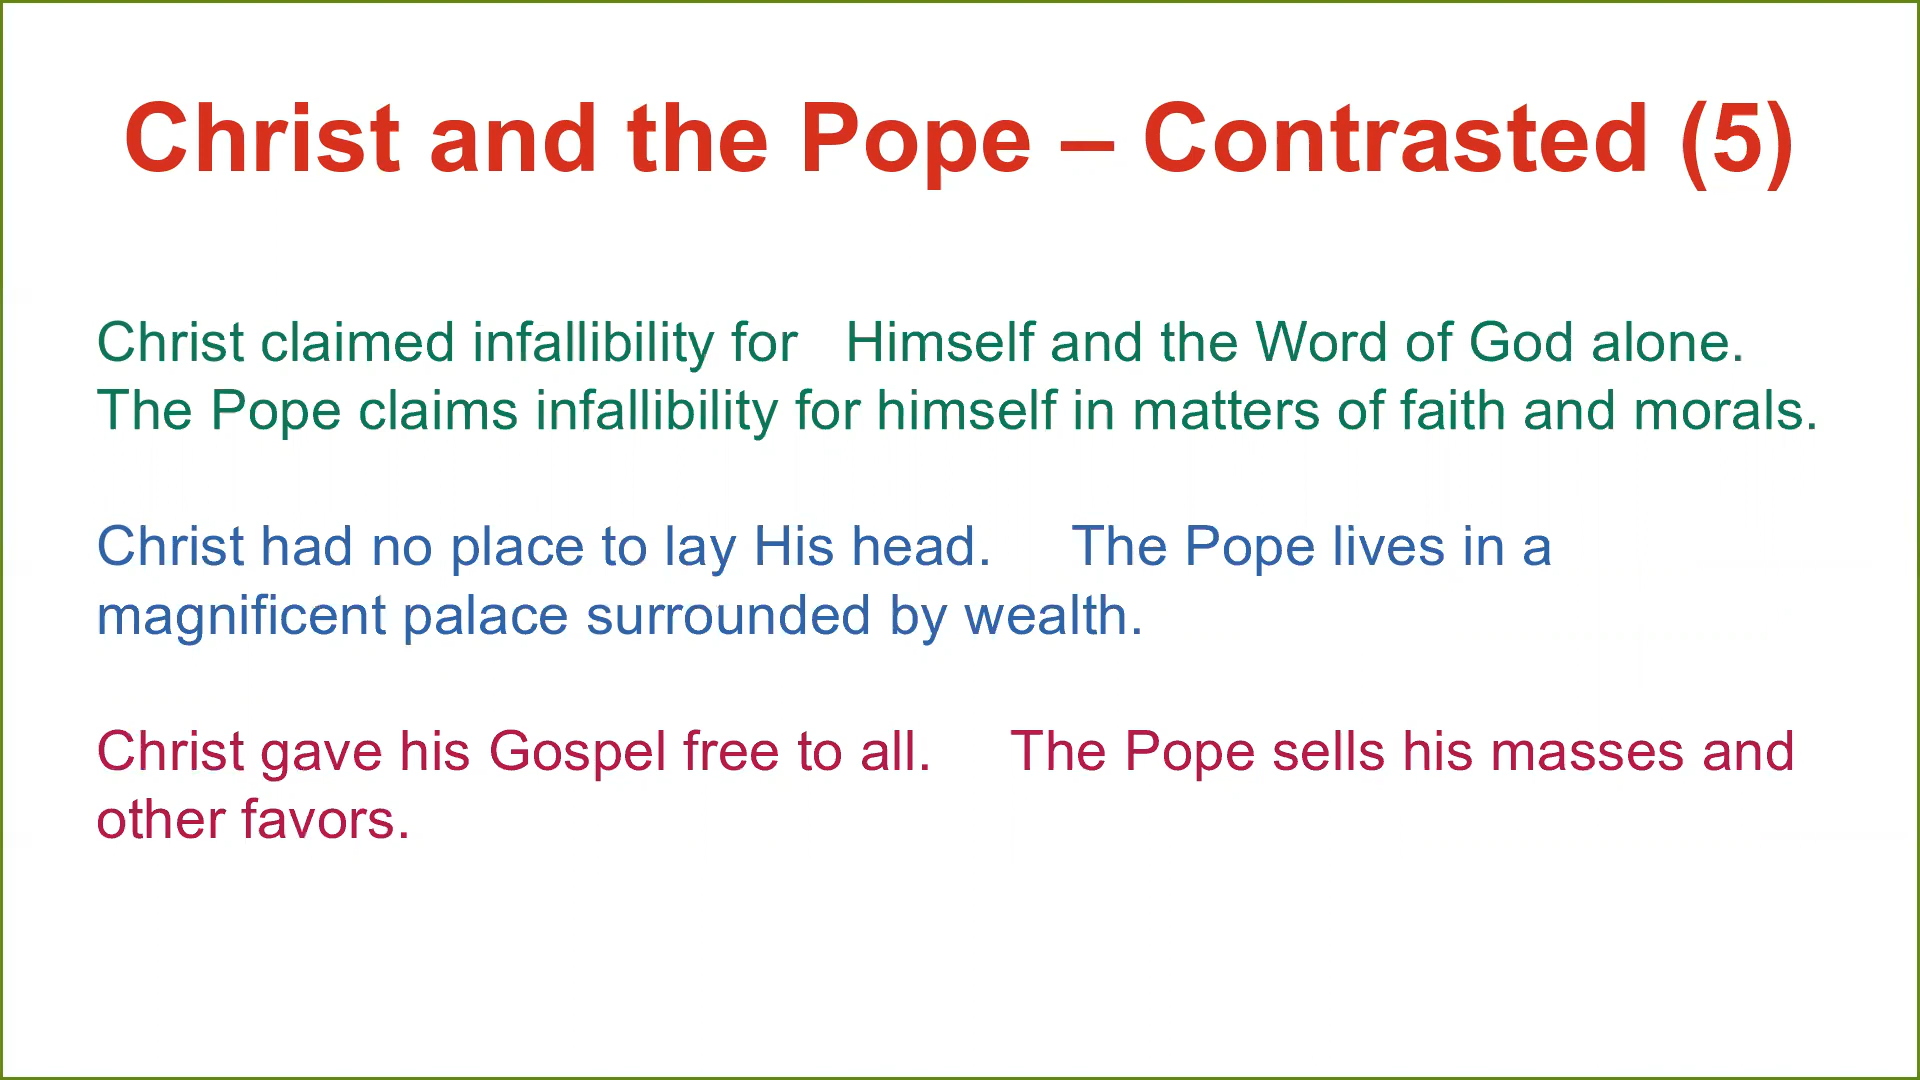 Christ and the Pope – Contrasted (5)
Christ claimed infallibility for   Himself and the Word of God alone.
The Pope claims infallibility for himself in matters of faith and morals.
Christ had no place to lay His head.     The Pope lives in a
magnificent palace surrounded by wealth.
Christ gave his Gospel free to all.     The Pope sells his masses and
other favors.